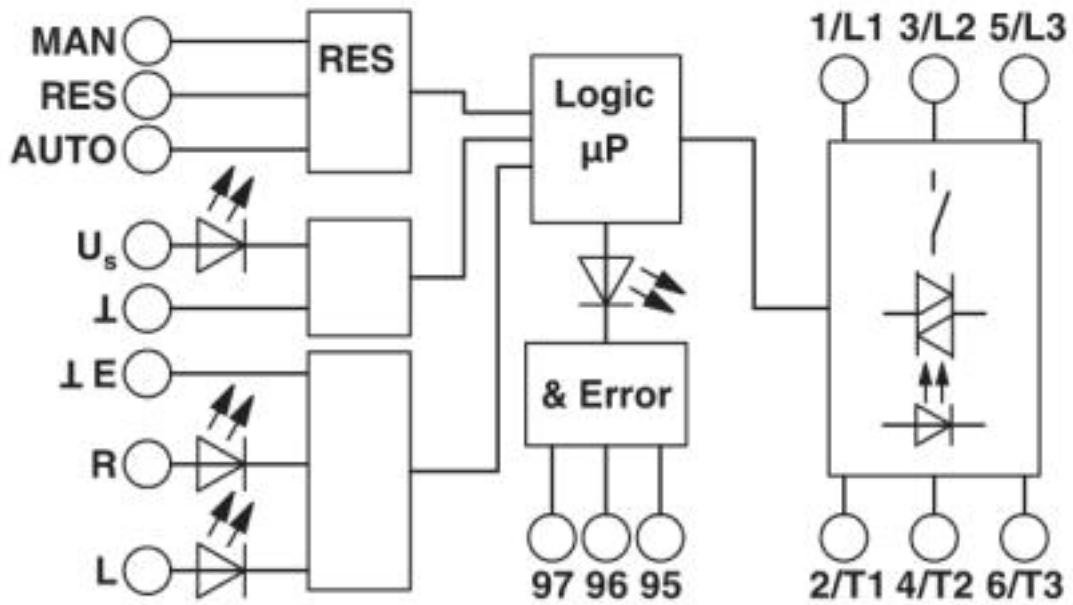 MAN
RES
AUTO
RES
Us
⊥
⊥ E
R
L
Logic
µP
& Error
97 96 95
1/L1 3/L2 5/L3
2/T1 4/T2 6/T3